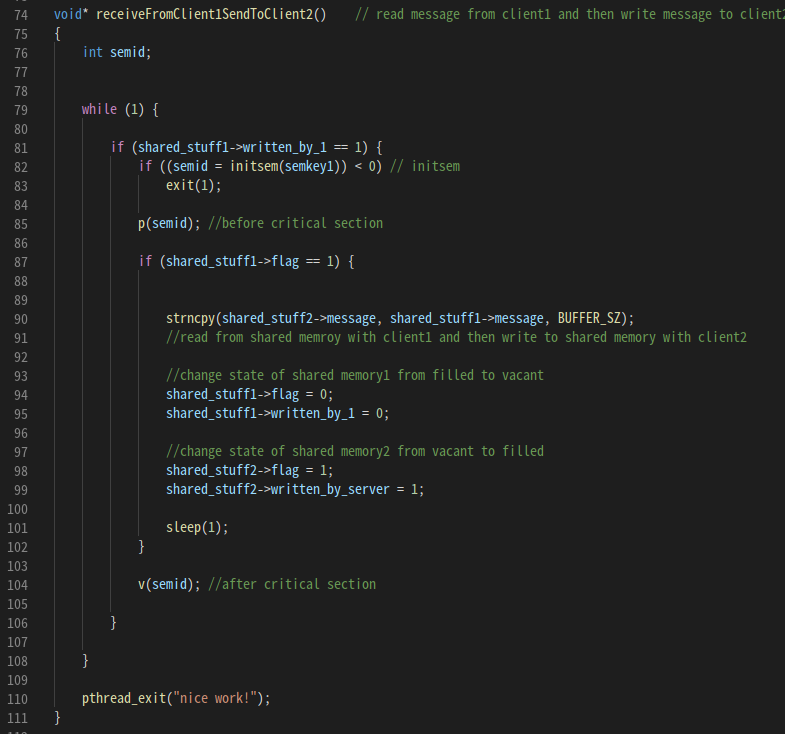 74 void* receiveFromClient1SendToClient2() // read message from client1 and then write message to client2
75 {
76 int semid;
77
78
79 while (1) {
80
81 if (shared_stuff1->written_by_1 == 1) {
82 if ((semid = initsem(semkey1)) < 0) // initsem
83 exit(1);
84
85 p(semid); //before critical section
86
87 if (shared_stuff1->flag == 1) {
88
89
90 strncpy(shared_stuff2->message, shared_stuff1->message, BUFFER_SZ);
91 //read from shared memroy with client1 and then write to shared memory with client2
92
93 //change state of shared memory1 from filled to vacant
94 shared_stuff1->flag = 0;
95 shared_stuff1->written_by_1 = 0;
96
97 //change state of shared memory2 from vacant to filled
98 shared_stuff2->flag = 1;
99 shared_stuff2->written_by_server = 1;
100
101 sleep(1);
102 }
103
104 v(semid); //after critical section
105
106 }
107
108 }
109
110 pthread_exit("nice work!");
111 }